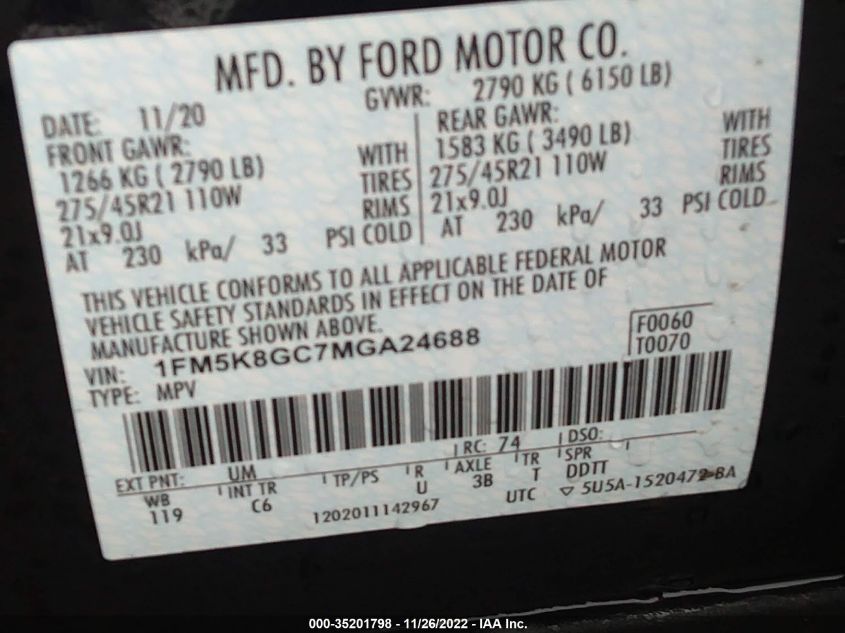 MFD. BY FORD MOTOR CO.
DATE: 11/20 GVWR: 2790 KG ( 6150 LB)
FRONT GAWR: REAR GAWR:
1266 KG ( 2790 LB) WITH 1583 KG ( 3490 LB) WITH
275/45R21 110W TIRES 275/45R21 110W TIRES
21x9.0J RIMS 21x9.0J RIMS
AT 230 kPa/ 33 PSI COLD AT 230 kPa/ 33 PSI COLD
THIS VEHICLE CONFORMS TO ALL APPLICABLE FEDERAL MOTOR
VEHICLE SAFETY STANDARDS IN EFFECT ON THE DATE OF
MANUFACTURE SHOWN ABOVE.
VIN: 1FM5K8GC7MGA24688 F0060
TYPE: MPV T0070
EXT PNT: UM RC: 74 DSO:
WB INT TR TP/PS R AXLE TR SPR
119 C6 U 3B T DDTT
1202011142967 UTC ▽ 5U5A-1520472-BA
000-35201798 - 11/26/2022 - IAA Inc.